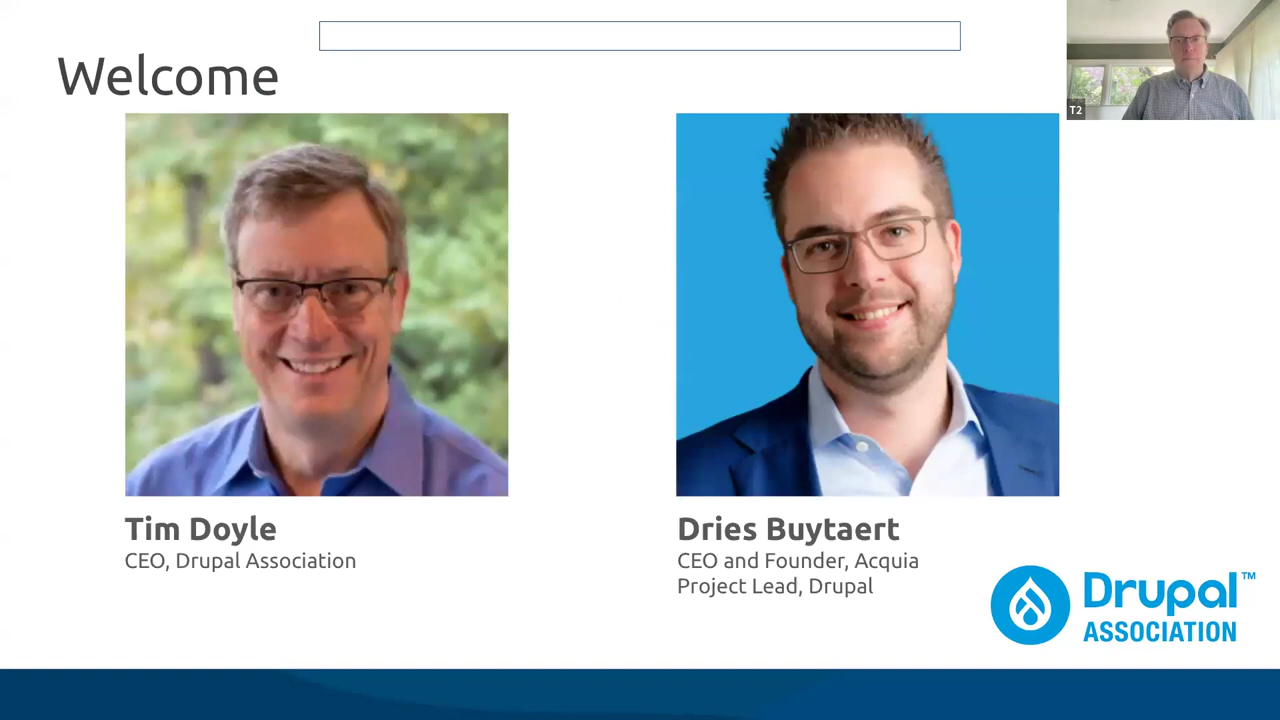 Welcome
T2
Tim Doyle
CEO, Drupal Association
Dries Buytaert
CEO and Founder, Acquia
Project Lead, Drupal
Drupal™
ASSOCIATION